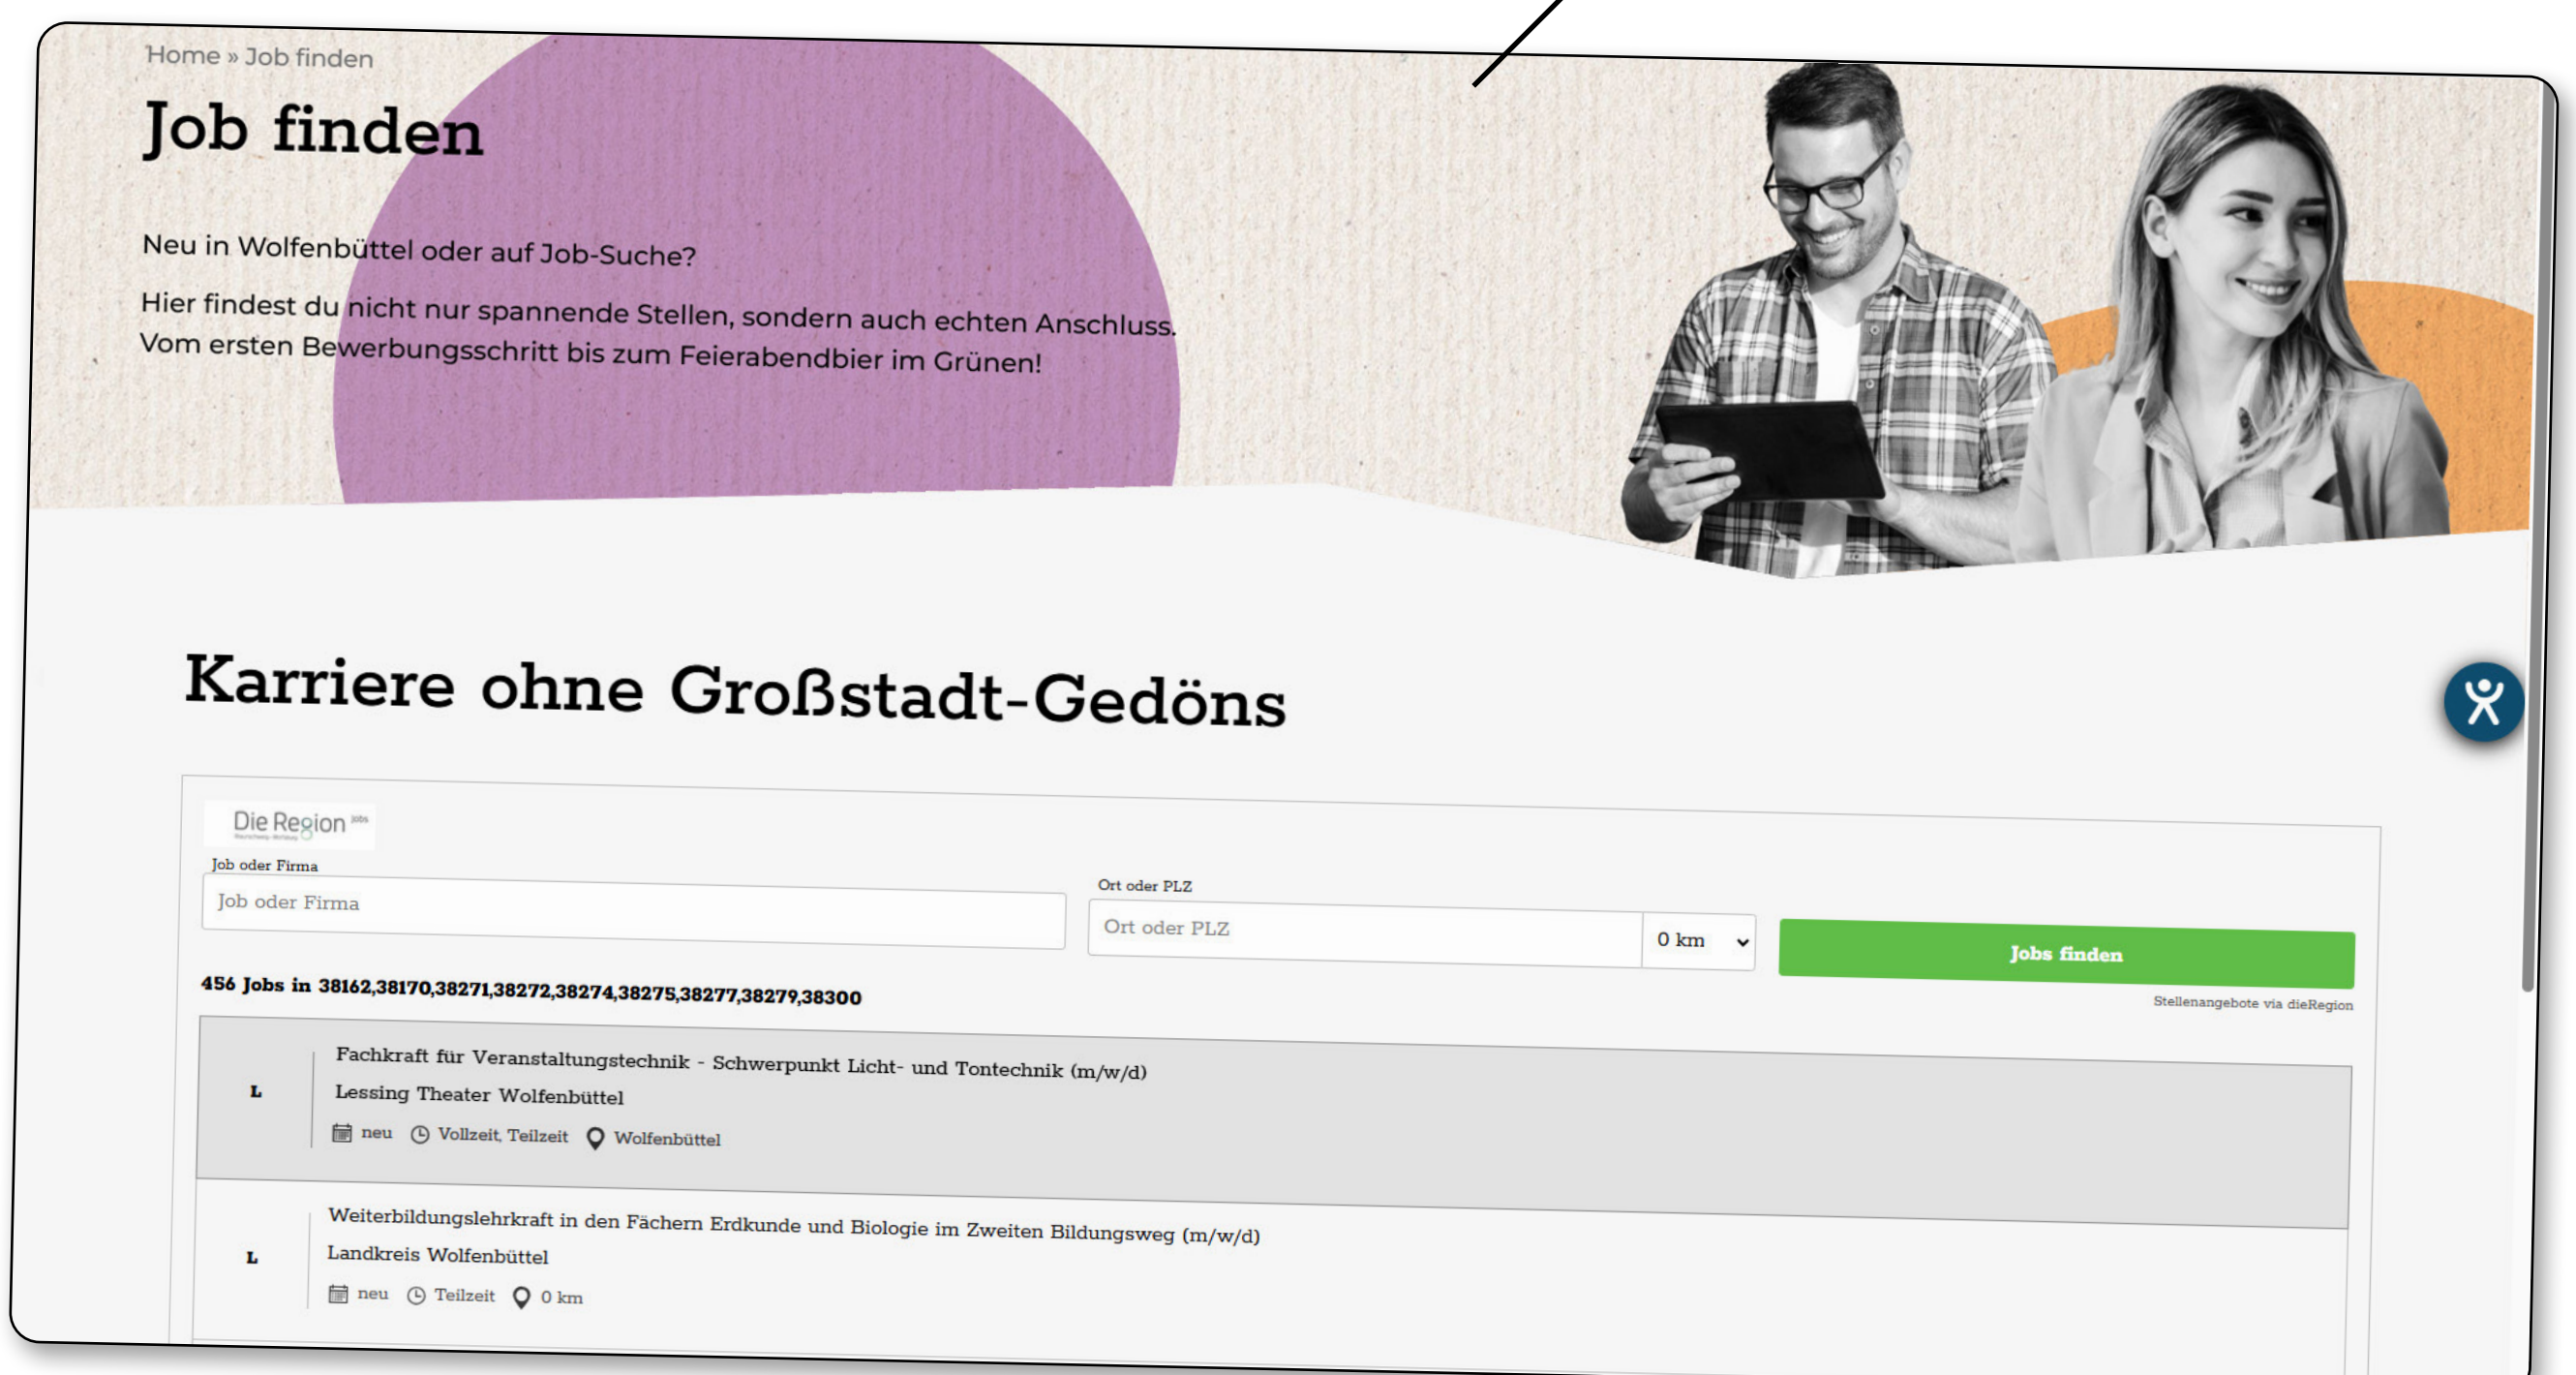 Home » Job finden
Job finden
Neu in Wolfenbüttel oder auf Job-Suche?
Hier findest du nicht nur spannende Stellen, sondern auch echten Anschluss.
Vom ersten Bewerbungsschritt bis zum Feierabendbier im Grünen!
Karriere ohne Großstadt-Gedöns
Die Region Jobs
Job oder Firma
Job oder Firma
Ort oder PLZ
Ort oder PLZ
0 km
Jobs finden
456 Jobs in 38162,38170,38271,38272,38274,38275,38277,38279,38300
Stellenangebote via dieRegion
L
Fachkraft für Veranstaltungstechnik - Schwerpunkt Licht- und Tontechnik (m/w/d)
Lessing Theater Wolfenbüttel
neu Vollzeit, Teilzeit Wolfenbüttel
L
Weiterbildungslehrkraft in den Fächern Erdkunde und Biologie im Zweiten Bildungsweg (m/w/d)
Landkreis Wolfenbüttel
neu Teilzeit 0 km